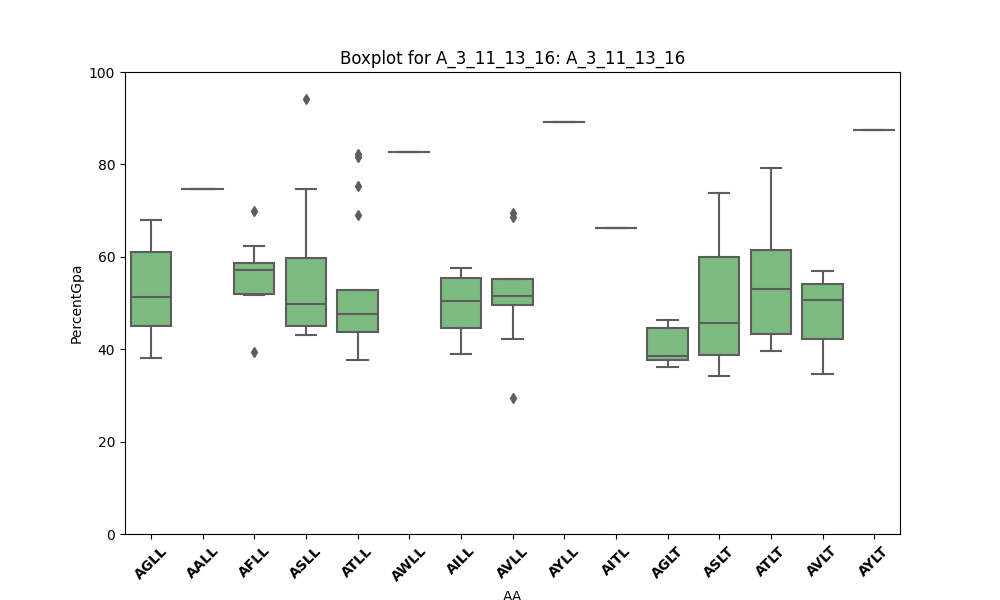 Boxplot for A_3_11_13_16: A_3_11_13_16
100
80
60
40
20
0
PercentGpa
AGLL AALL AFLL ASLL ATLL AWLL AILL AVLL AYLL AITL AGLT ASLT ATLT AVLT AYLT
AA